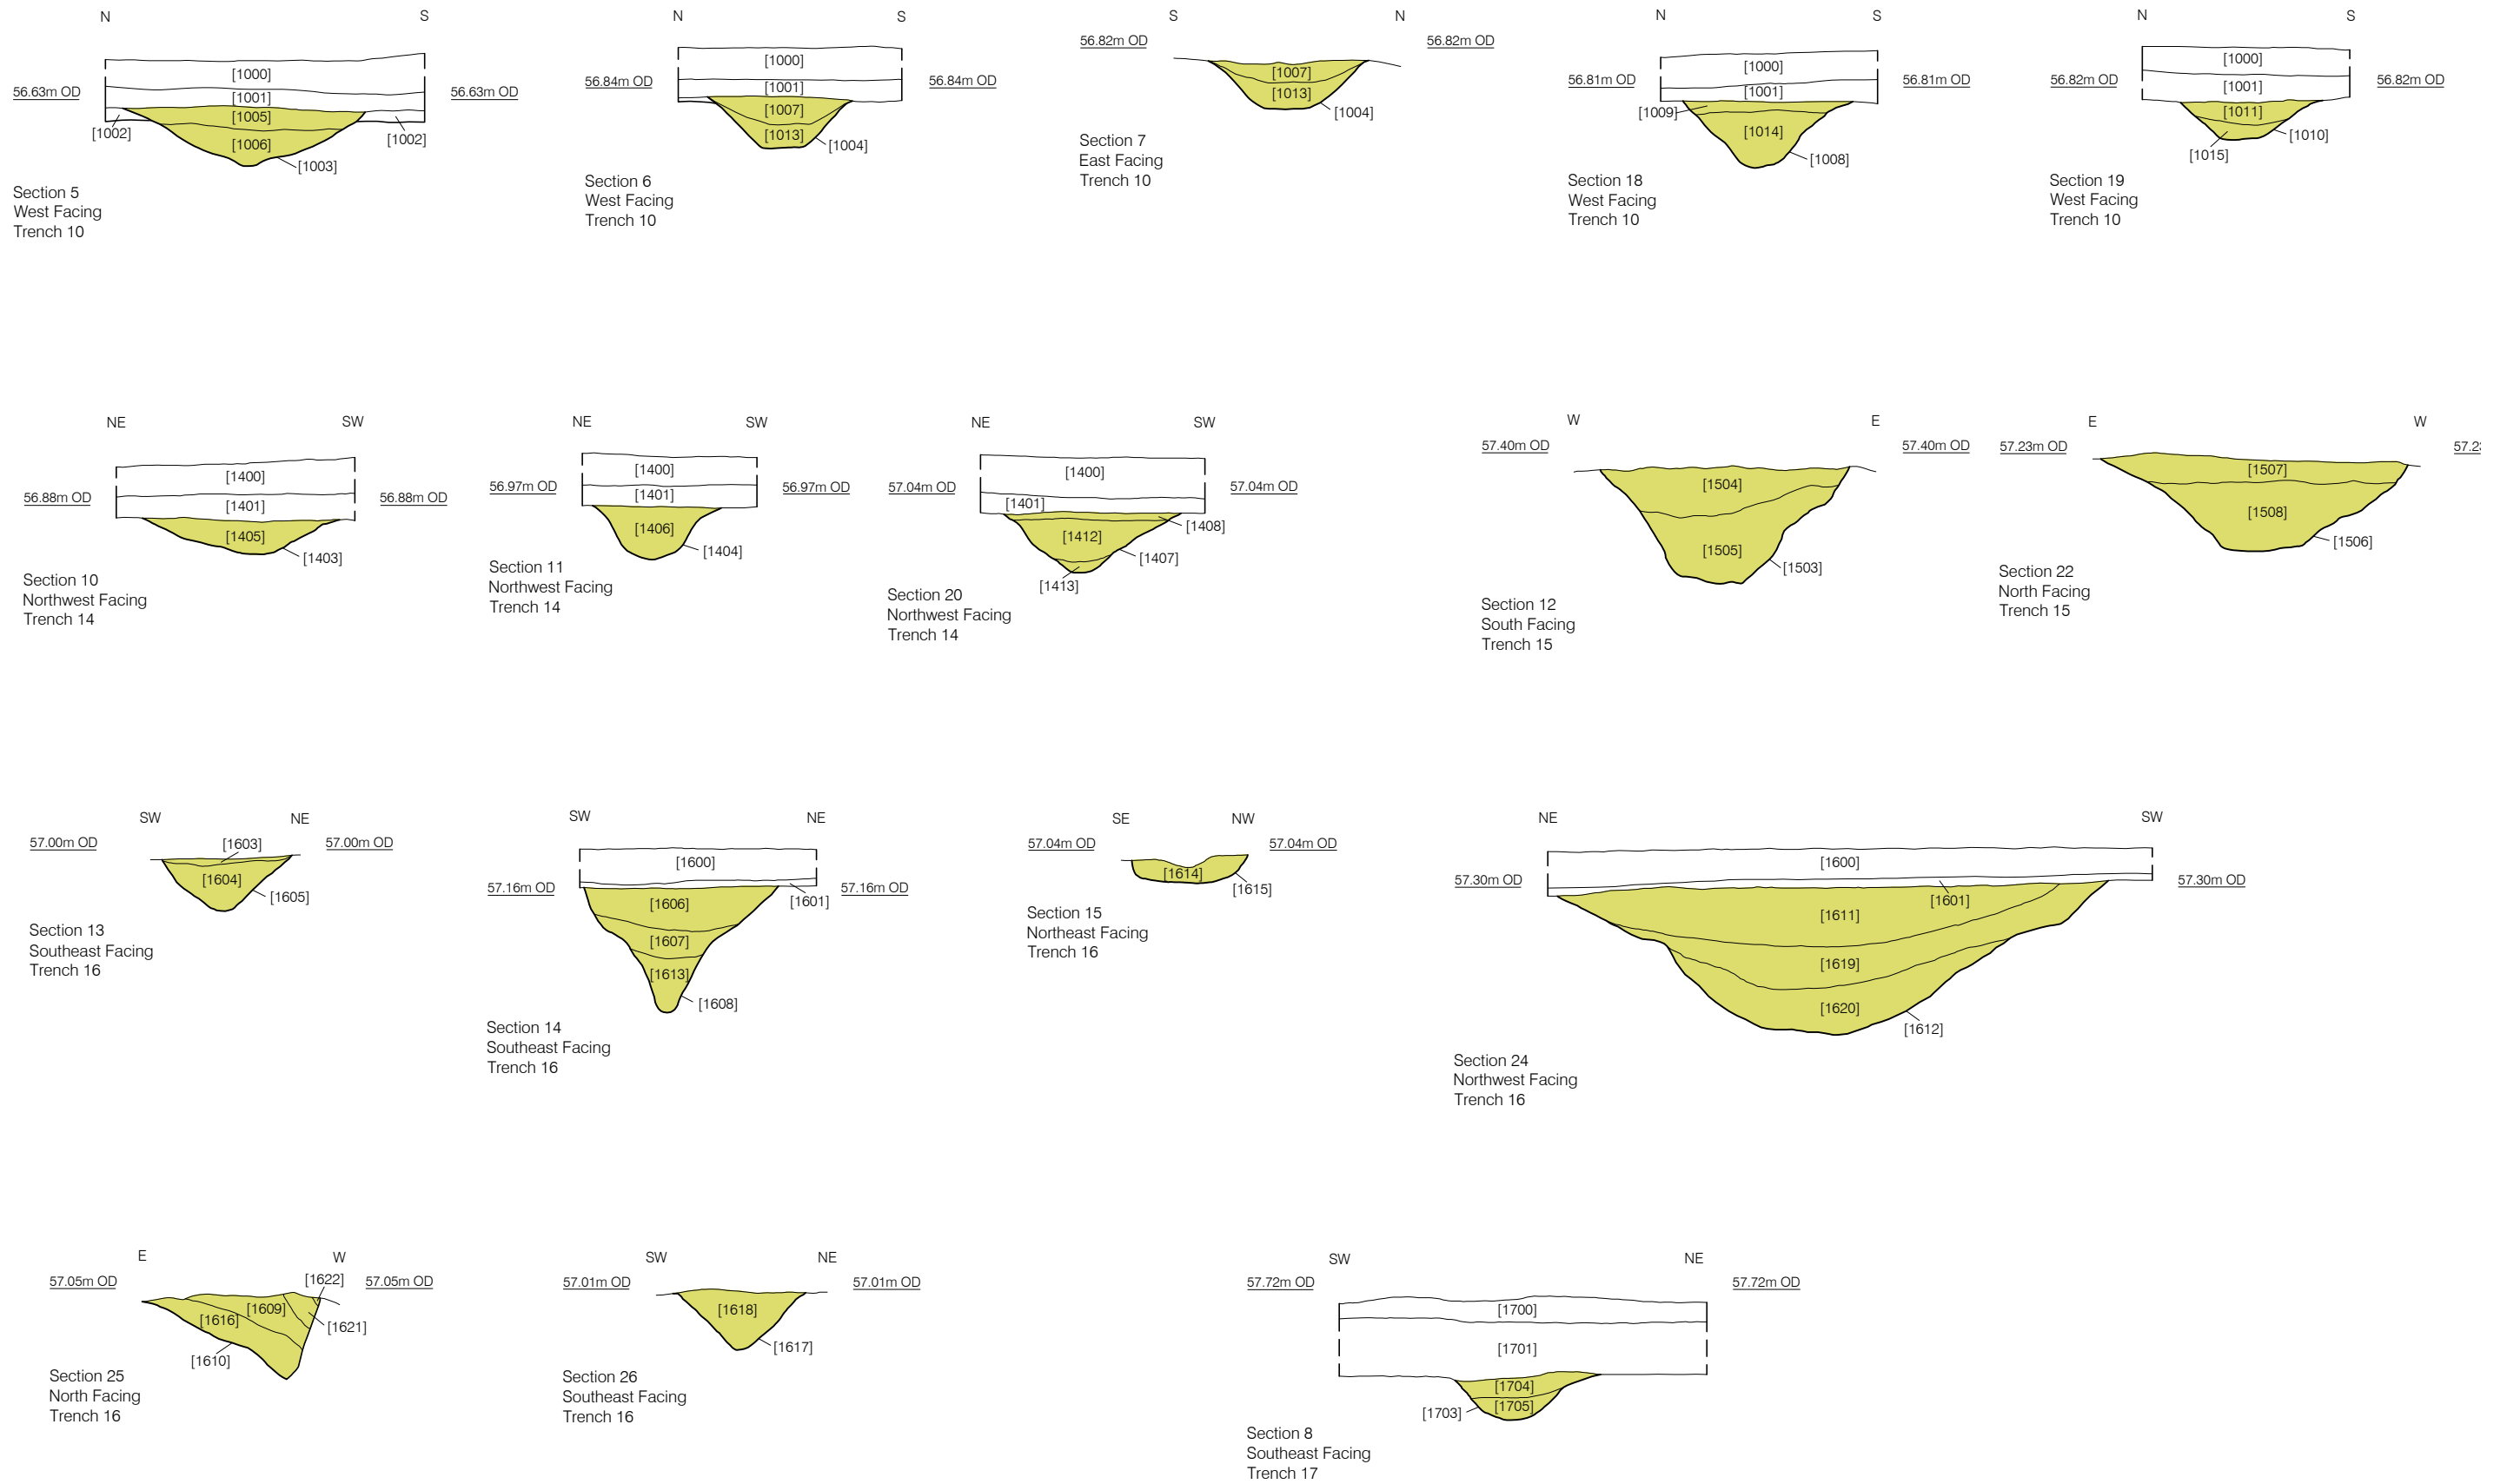 N S
[1000]
[1001]
56.63m OD 56.63m OD
[1005]
[1002] [1002]
[1006]
[1003]
Section 5
West Facing
Trench 10
N S
[1000]
56.84m OD 56.84m OD
[1001]
[1007]
[1013]
[1004]
Section 6
West Facing
Trench 10
S N
56.82m OD 56.82m OD
[1007]
[1013]
[1004]
Section 7
East Facing
Trench 10
N S
[1000]
56.81m OD 56.81m OD
[1001]
[1009]
[1014]
[1008]
Section 18
West Facing
Trench 10
N S
[1000]
56.82m OD 56.82m OD
[1001]
[1011]
[1010]
[1015]
Section 19
West Facing
Trench 10
NE SW
[1400]
56.88m OD 56.88m OD
[1401]
[1405]
[1403]
Section 10
Northwest Facing
Trench 14
NE SW
[1400]
56.97m OD 56.97m OD
[1401]
[1406]
[1404]
Section 11
Northwest Facing
Trench 14
NE SW
[1400]
57.04m OD 57.04m OD
[1401]
[1408]
[1412]
[1407]
[1413]
Section 20
Northwest Facing
Trench 14
W E
57.40m OD 57.40m OD
[1504]
[1505]
[1503]
Section 12
South Facing
Trench 15
E W
57.23m OD
[1507]
[1508]
[1506]
Section 22
North Facing
Trench 15
SW NE
57.00m OD 57.00m OD
[1603]
[1604]
[1605]
Section 13
Southeast Facing
Trench 16
SW NE
[1600]
57.16m OD 57.16m OD
[1601]
[1606]
[1607]
[1613]
[1608]
Section 14
Southeast Facing
Trench 16
SE NW
57.04m OD 57.04m OD
[1614]
[1615]
Section 15
Northeast Facing
Trench 16
NE SW
[1600]
57.30m OD 57.30m OD
[1601]
[1611]
[1619]
[1620]
[1612]
Section 24
Northwest Facing
Trench 16
E W
57.05m OD 57.05m OD
[1622]
[1609]
[1616]
[1621]
[1610]
Section 25
North Facing
Trench 16
SW NE
57.01m OD 57.01m OD
[1618]
[1617]
Section 26
Southeast Facing
Trench 16
SW NE
57.72m OD 57.72m OD
[1700]
[1701]
[1704]
[1705]
[1703]
Section 8
Southeast Facing
Trench 17